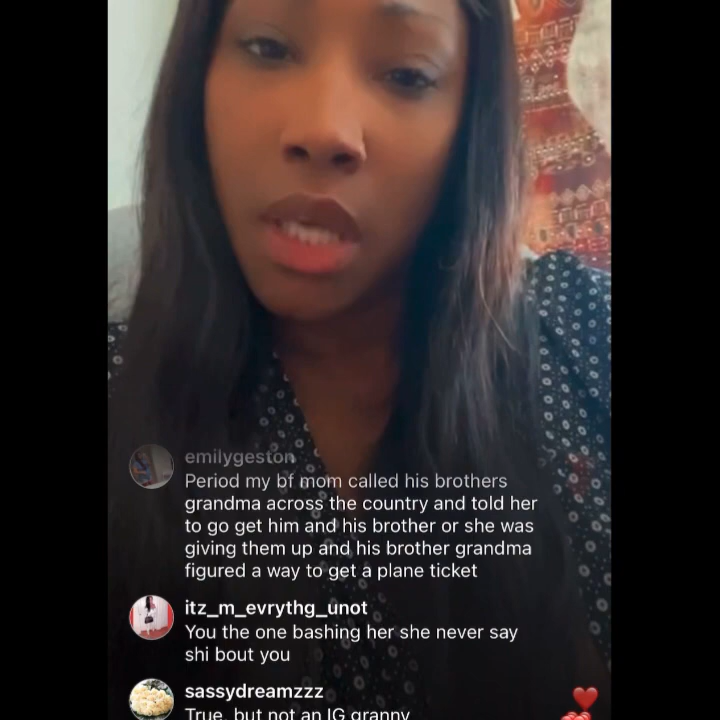 emilygeston
Period my bf mom called his brothers
grandma across the country and told her
to go get him and his brother or she was
giving them up and his brother grandma
figured a way to get a plane ticket
itz_m_evrythg_unot
You the one bashing her she never say
shi bout you
sassydreamzzz
True, but not an IG granny